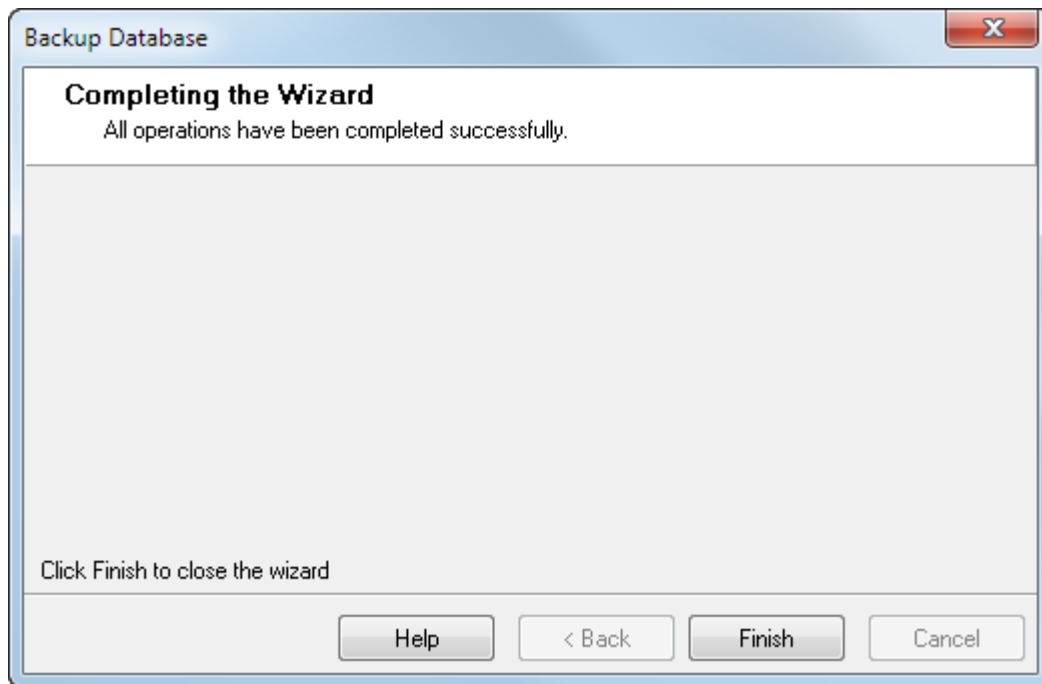 Backup Database
Completing the Wizard
All operations have been completed successfully.
Click Finish to close the wizard
Help
< Back
Finish
Cancel